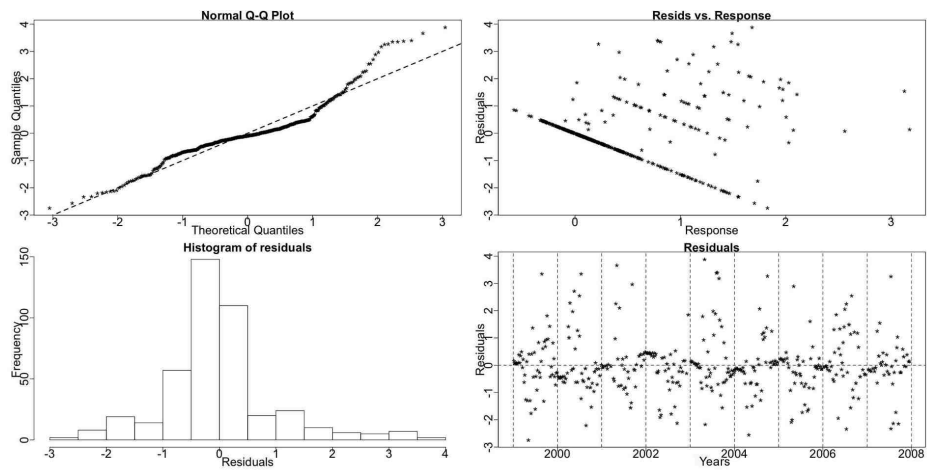 Normal Q-Q Plot
Sample Quantiles
-3 -2 -1 0 1 2 3 4
-3 -2 -1 0 1 2 3
Theoretical Quantiles
Resids vs. Response
Residuals
-3 -2 -1 0 1 2 3 4
0 1 2 3
Response
Histogram of residuals
Frequency
0 50 100 150
-3 -2 -1 0 1 2 3 4
Residuals
Residuals
Residuals
-3 -2 -1 0 1 2 3 4
2000 2002 2004 2006 2008
Years